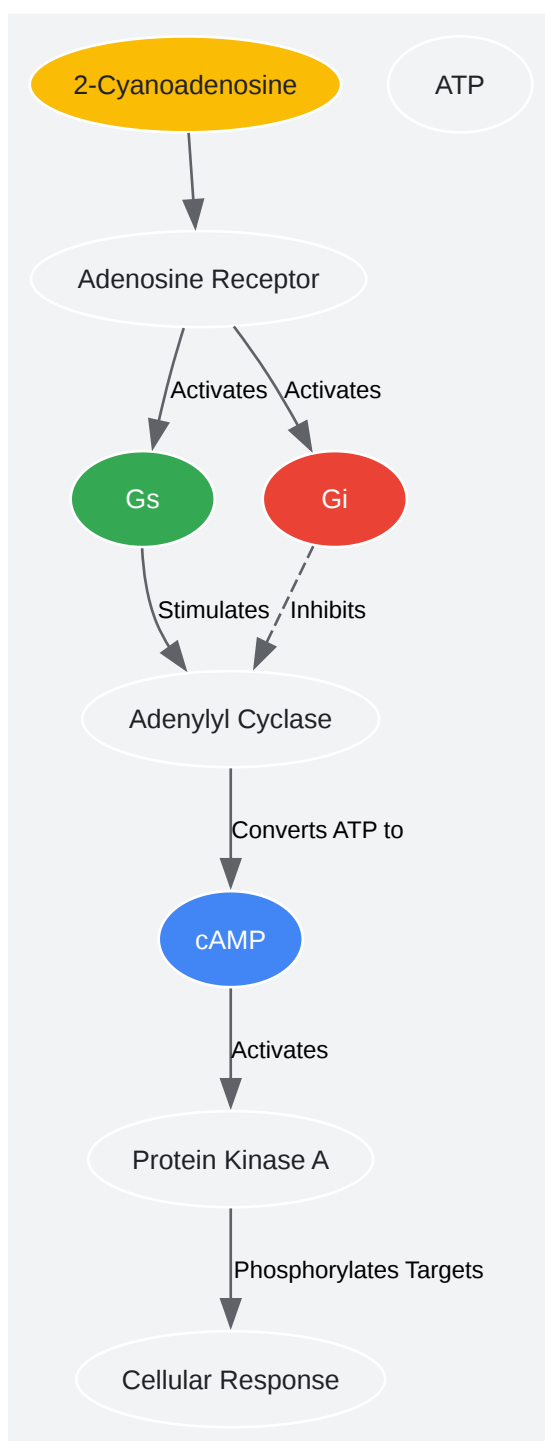 2-Cyanoadenosine
ATP
Adenosine Receptor
Activates
Activates
Gs
Gi
Stimulates
Inhibits
Adenylyl Cyclase
Converts ATP to
cAMP
Activates
Protein Kinase A
Phosphorylates Targets
Cellular Response